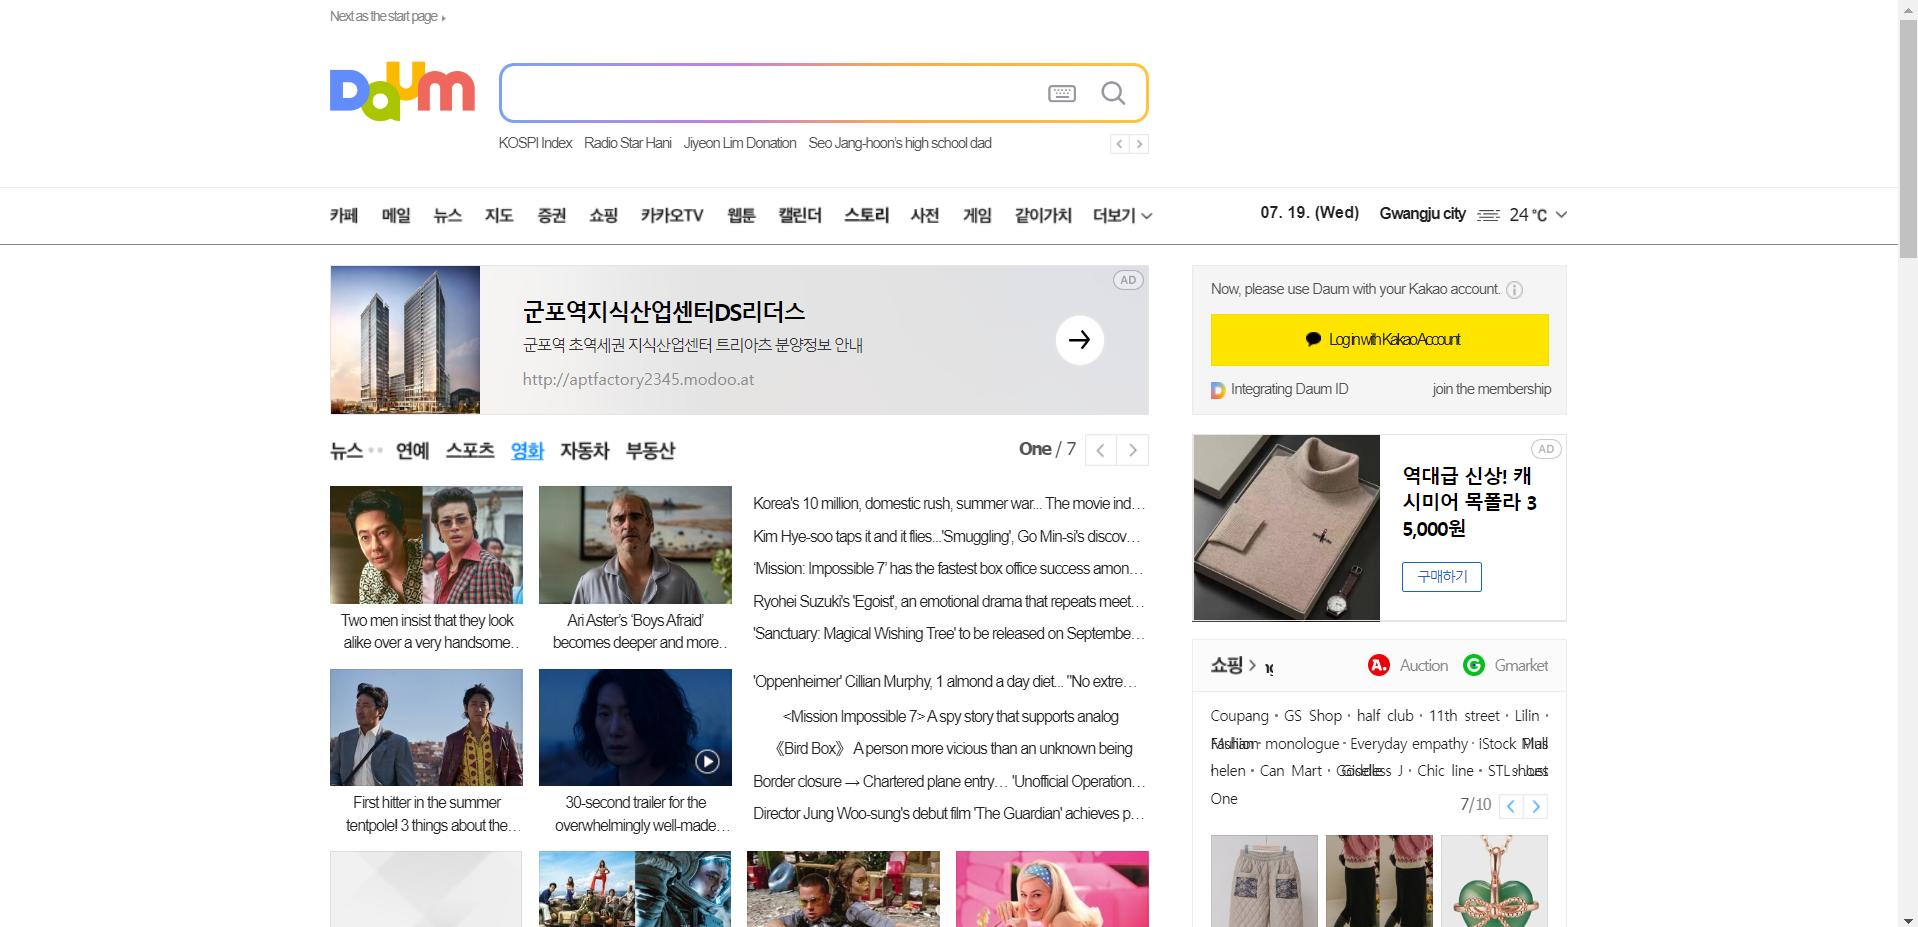 Next as the start page
Daum
KOSPI Index Radio Star Hani Jiyeon Lim Donation Seo Jang-hoon's high school dad
카페 메일 뉴스 지도 증권 쇼핑 카카오TV 웹툰 캘린더 스토리 사전 게임 같이가치 더보기
07. 19. (Wed) Gwangju city 24 ℃
AD
군포역지식산업센터DS리더스
군포역 초역세권 지식산업센터 트리아츠 분양정보 안내
http://aptfactory2345.modoo.at
Now, please use Daum with your Kakao account.
Log in with Kakao Account
Integrating Daum ID join the membership
뉴스 연예 스포츠 영화 자동차 부동산
One / 7
Two men insist that they look
alike over a very handsome..
Ari Aster's ‘Boys Afraid’
becomes deeper and more..
First hitter in the summer
tentpole! 3 things about the…
30-second trailer for the
overwhelmingly well-made…
Korea's 10 million, domestic rush, summer war... The movie ind…
Kim Hye-soo taps it and it flies...'Smuggling', Go Min-si's discov…
‘Mission: Impossible 7’ has the fastest box office success amon…
Ryohei Suzuki's 'Egoist', an emotional drama that repeats meet…
'Sanctuary: Magical Wishing Tree' to be released on Septembe…
'Oppenheimer' Cillian Murphy, 1 almond a day diet... "No extre…
<Mission Impossible 7> A spy story that supports analog
《Bird Box》 A person more vicious than an unknown being
Border closure → Chartered plane entry… 'Unofficial Operation…
Director Jung Woo-sung's debut film 'The Guardian' achieves p…
AD
역대급 신상! 캐
시미어 목폴라 3
5,000원
구매하기
쇼핑 >
A. Auction G Gmarket
Coupang · GS Shop · half club · 11th street · Lilin ·
Fashion · monologue · Everyday empathy · iStock Mall
helen · Can Mart · J · Chic line · STL ·
One
7/10